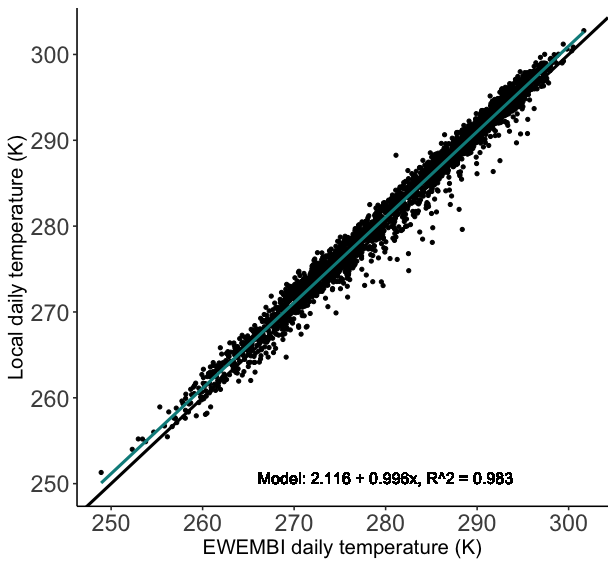 300
290
280
270
260
250
Local daily temperature (K)
Model: 2.116 + 0.996x, R^2 = 0.983
250 260 270 280 290 300
EWEMBI daily temperature (K)